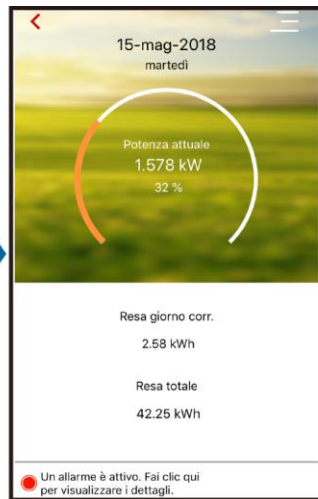 15-mag-2018
martedì
Potenza attuale
1.578 kW
32 %
Resa giorno corr.
2.58 kWh
Resa totale
42.25 kWh
Un allarme è attivo. Fai clic qui
per visualizzare i dettagli.